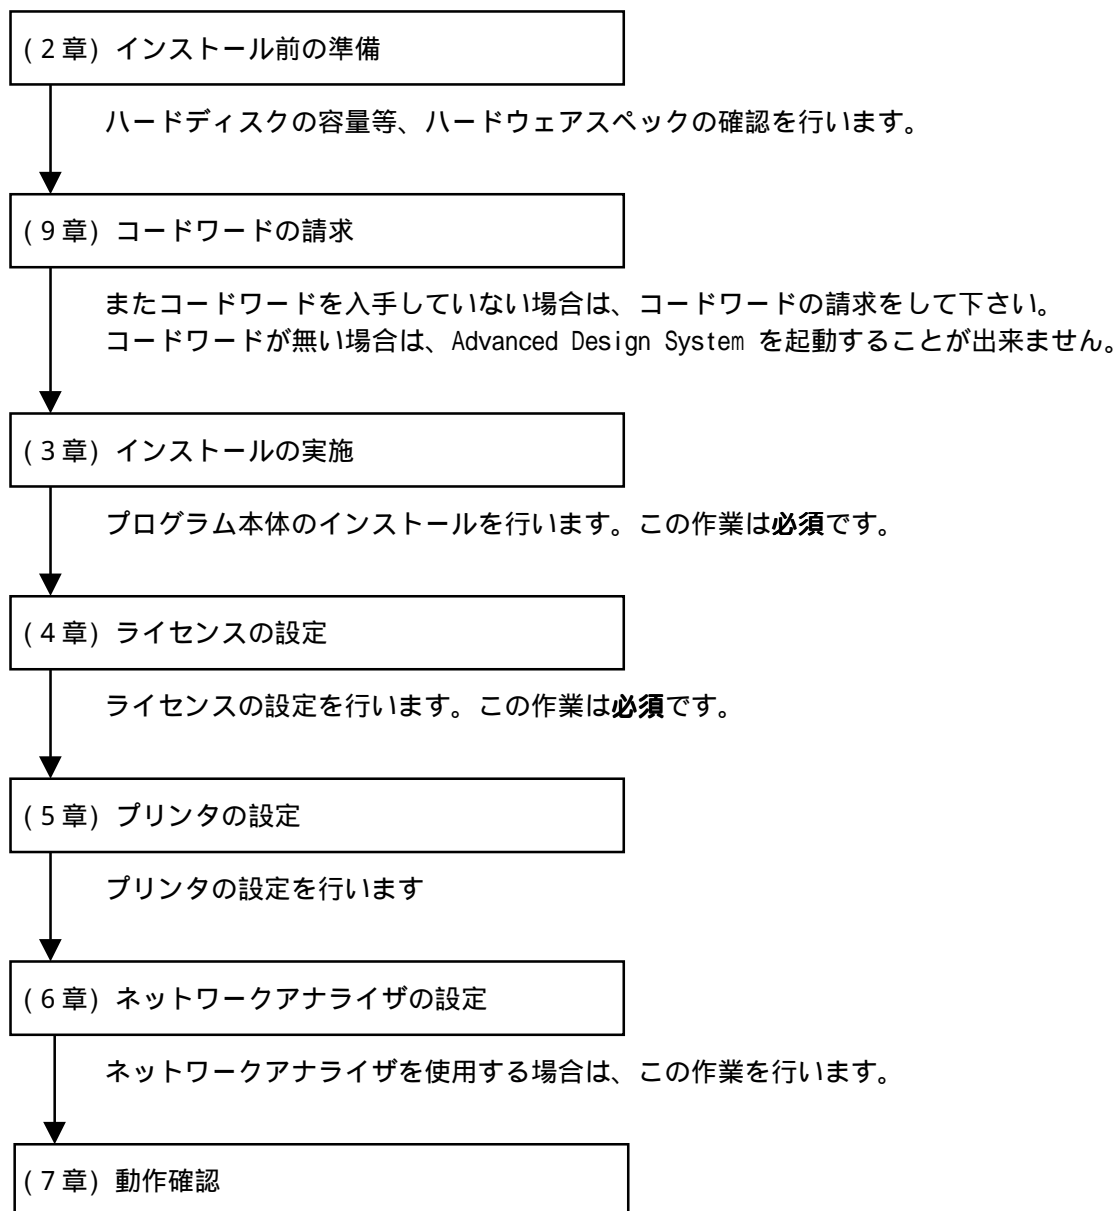 (2章) インストール前の準備
ハードディスクの容量等、ハードウェアスペックの確認を行います。
(9章) コードワードの請求
またコードワードを入手していない場合は、コードワードの請求をして下さい。
コードワードが無い場合は、Advanced Design System を起動することが出来ません。
(3章) インストールの実施
プログラム本体のインストールを行います。この作業は必須です。
(4章) ライセンスの設定
ライセンスの設定を行います。この作業は必須です。
(5章) プリンタの設定
プリンタの設定を行います
(6章) ネットワークアナライザの設定
ネットワークアナライザを使用する場合は、この作業を行います。
(7章) 動作確認